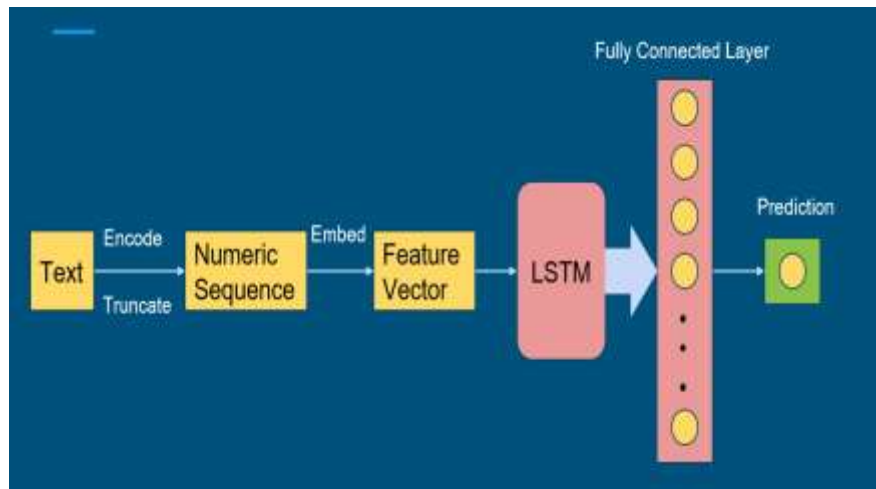 Fully Connected Layer
Prediction
Encode
Embed
Text
Numeric
Sequence
Feature
Vector
LSTM
Truncate